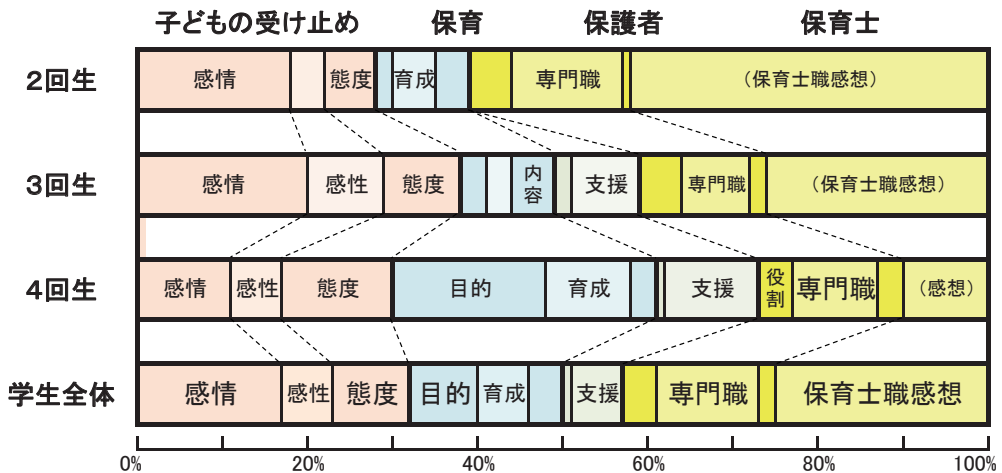 子どもの受け止め 保育 保護者 保育士
2回生 感情 態度 育成 専門職 (保育士職感想)
3回生 感情 感性 態度 内容 支援 専門職 (保育士職感想)
4回生 感情 感性 態度 目的 育成 支援 役割 専門職 (感想)
学生全体 感情 感性 態度 目的 育成 支援 専門職 保育士職感想
0% 20% 40% 60% 80% 100%